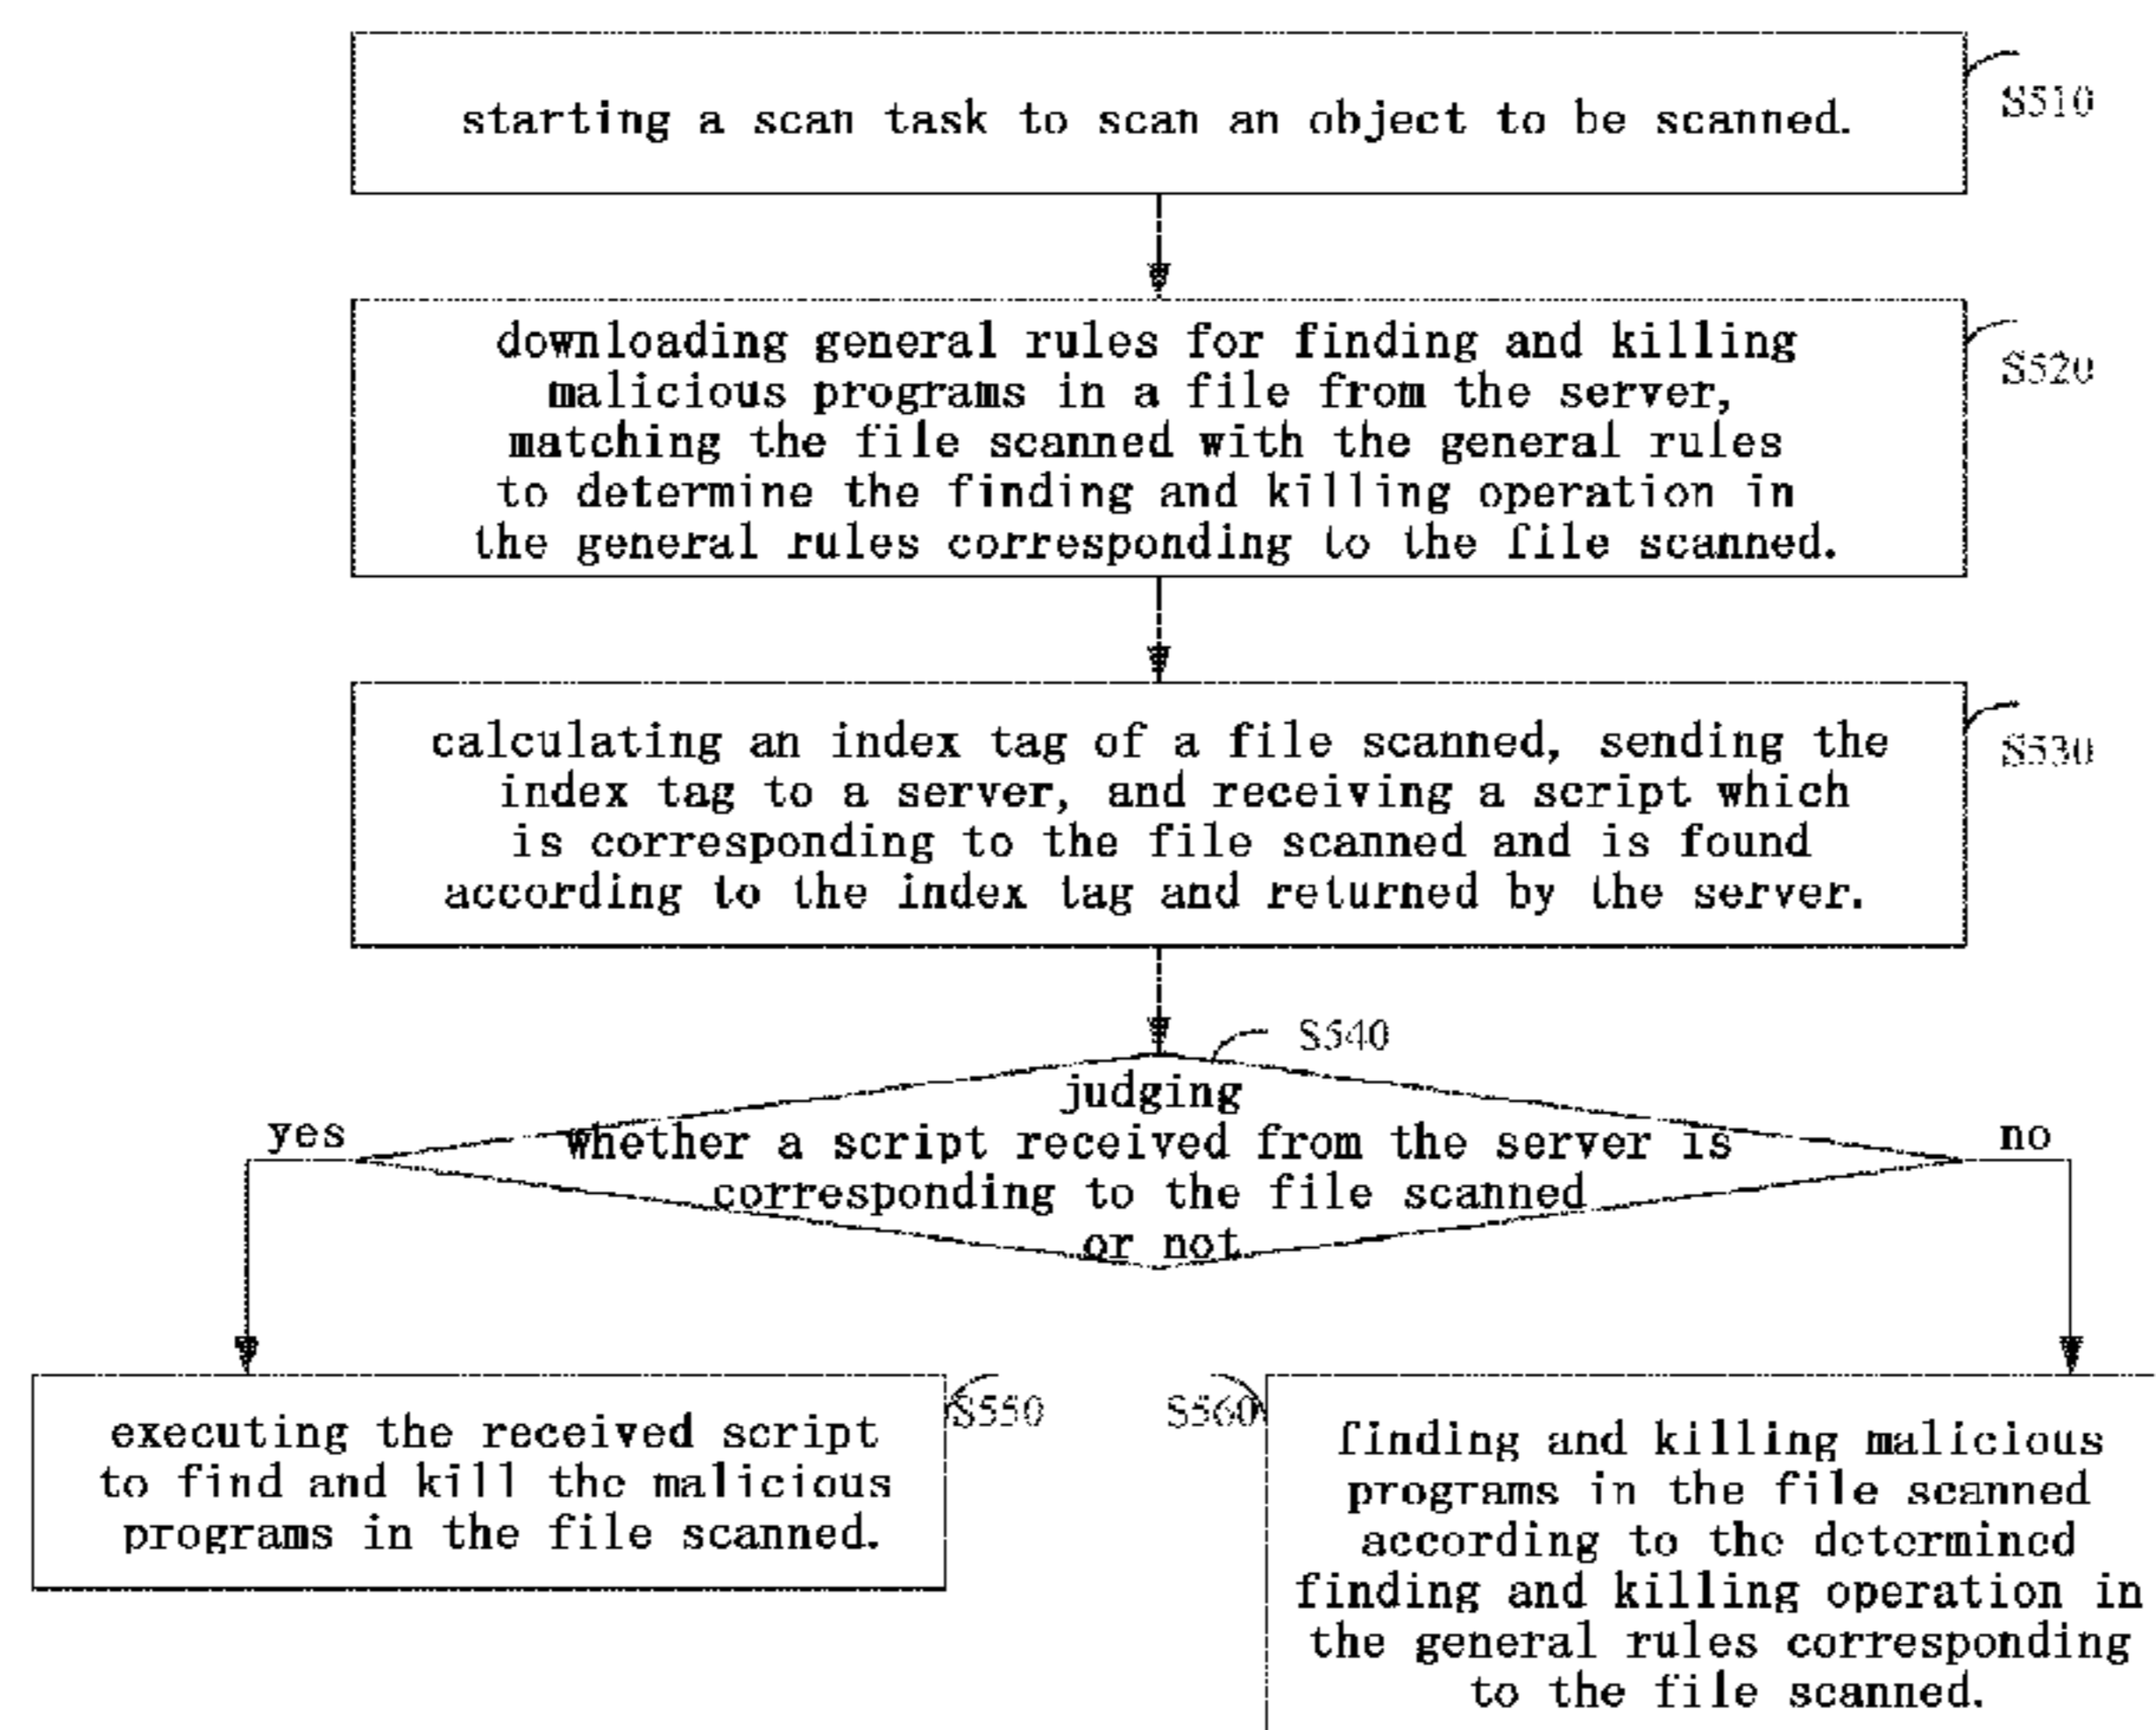 starting a scan task to scan an object to be scanned.
S510
downloading general rules for finding and killing
S520
malicious programs in a file from the server,
matching the file scanned with the general rules
to determine the finding and killing operation in
the general rules corresponding to the file scanned.
calculating an index tag of a file scanned, sending the
S530
index tag to a server, and receiving a script which
is corresponding to the file scanned and is found
according to the index tag and returned by the server.
S540
judging
yes
whether a script received from the server is
no
corresponding to the file scanned
or not
S550
executing the received script
to find and kill the malicious
programs in the file scanned.
S560
finding and killing malicious
programs in the file scanned
according to the determined
finding and killing operation in
the general rules corresponding
to the file scanned.